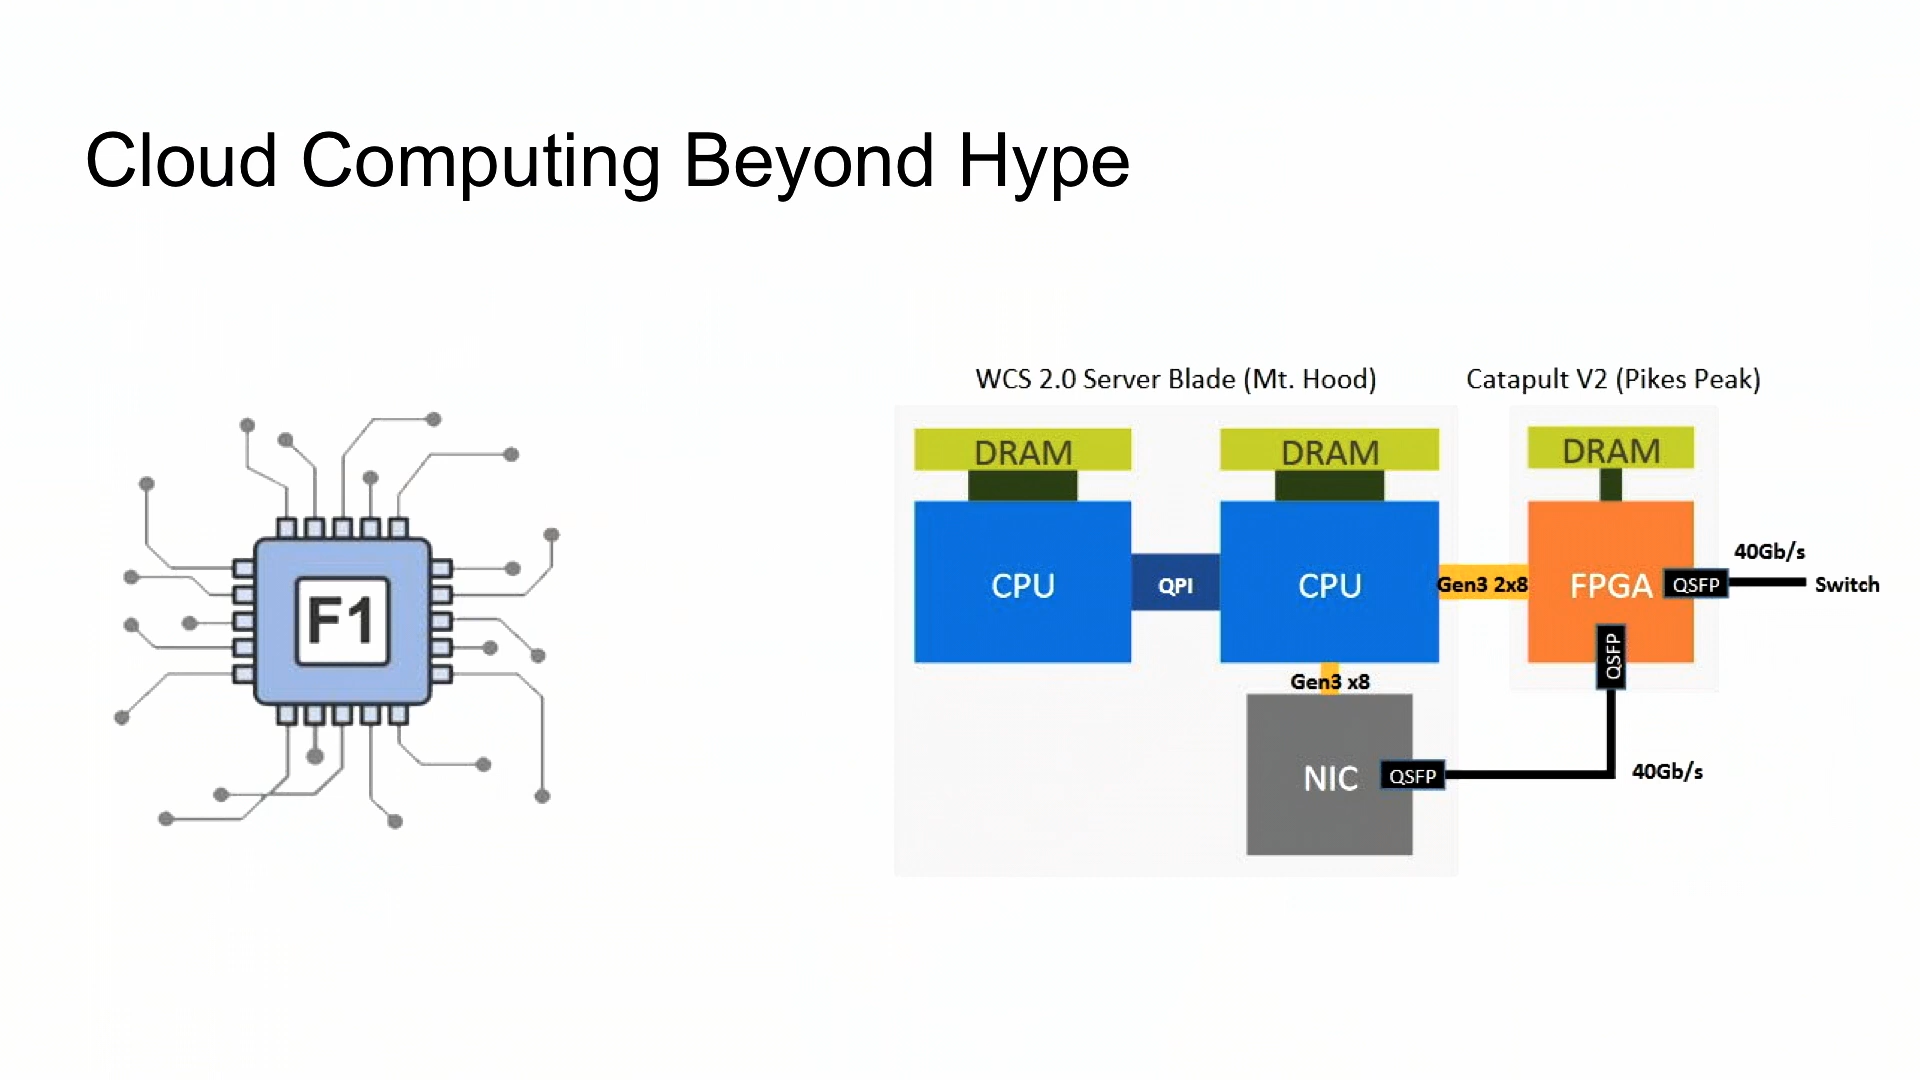 Cloud Computing Beyond Hype
F1
WCS 2.0 Server Blade (Mt. Hood)
Catapult V2 (Pikes Peak)
DRAM
DRAM
DRAM
CPU
QPI
CPU
Gen3 2x8
FPGA
QSFP
40Gb/s
Switch
QSFP
Gen3 x8
NIC
QSFP
40Gb/s